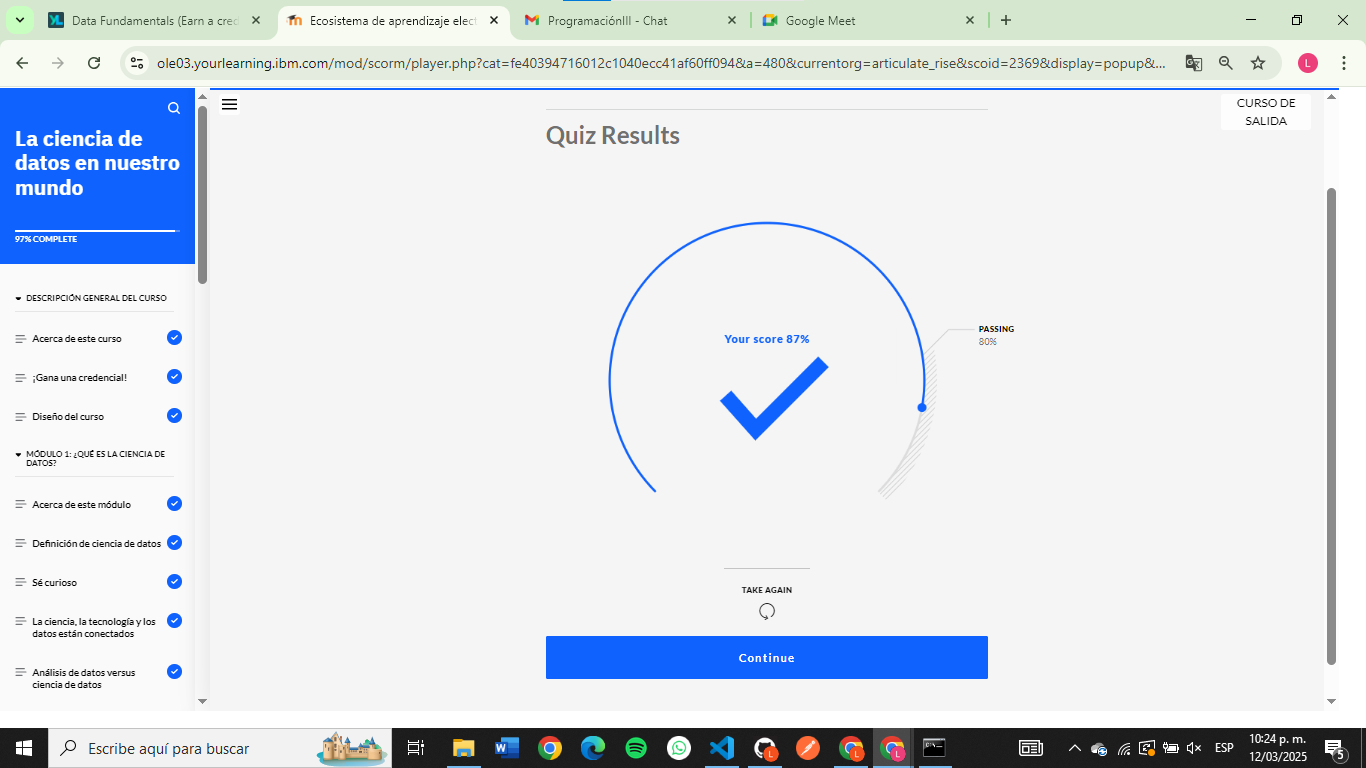 Data Fundamentals (Earn a cred
Ecosistema de aprendizaje elect
ProgramaciónIII - Chat
Google Meet
ole03.yourlearning.ibm.com/mod/scorm/player.php?cat=fe40394716012c1040ecc41af60ff094&a=480&currentorg=articulate_rise&scoid=2369&display=popup&...
L
La ciencia de
datos en nuestro
mundo
97% COMPLETE
DESCRIPCIÓN GENERAL DEL CURSO
Acerca de este curso
¡Gana una credencial!
Diseño del curso
MÓDULO 1: ¿QUÉ ES LA CIENCIA DE
DATOS?
Acerca de este módulo
Definición de ciencia de datos
Sé curioso
La ciencia, la tecnología y los
datos están conectados
Análisis de datos versus
ciencia de datos
CURSO DE
SALIDA
Quiz Results
Your score 87%
PASSING
80%
TAKE AGAIN
Continue
Escribe aquí para buscar
ESP
10:24 p. m.
12/03/2025
5